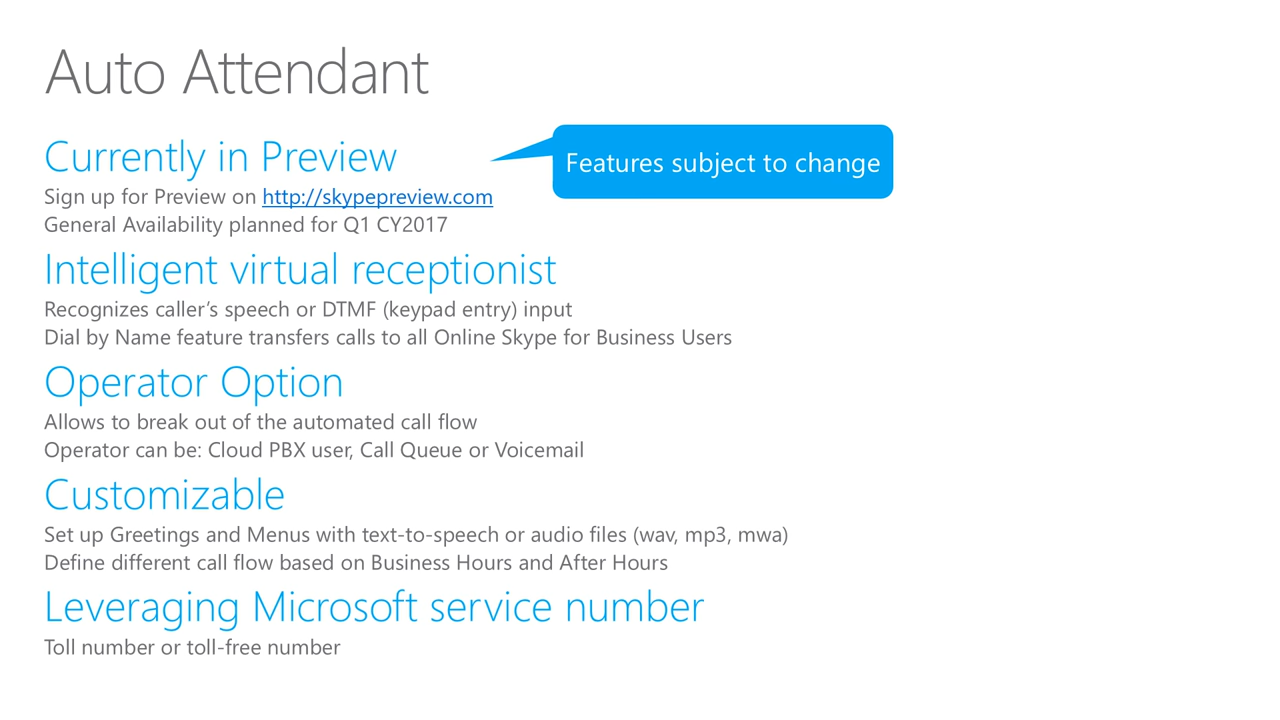 Auto Attendant
Currently in Preview
Features subject to change
Sign up for Preview on http://skypepreview.com
General Availability planned for Q1 CY2017
Intelligent virtual receptionist
Recognizes caller's speech or DTMF (keypad entry) input
Dial by Name feature transfers calls to all Online Skype for Business Users
Operator Option
Allows to break out of the automated call flow
Operator can be: Cloud PBX user, Call Queue or Voicemail
Customizable
Set up Greetings and Menus with text-to-speech or audio files (wav, mp3, mwa)
Define different call flow based on Business Hours and After Hours
Leveraging Microsoft service number
Toll number or toll-free number